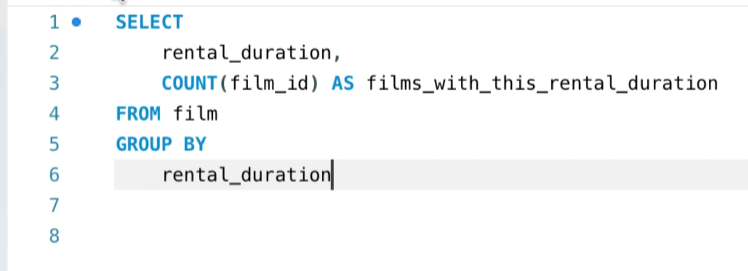 1 SELECT
2 rental_duration,
3 COUNT(film_id) AS films_with_this_rental_duration
4 FROM film
5 GROUP BY
6 rental_duration
7
8